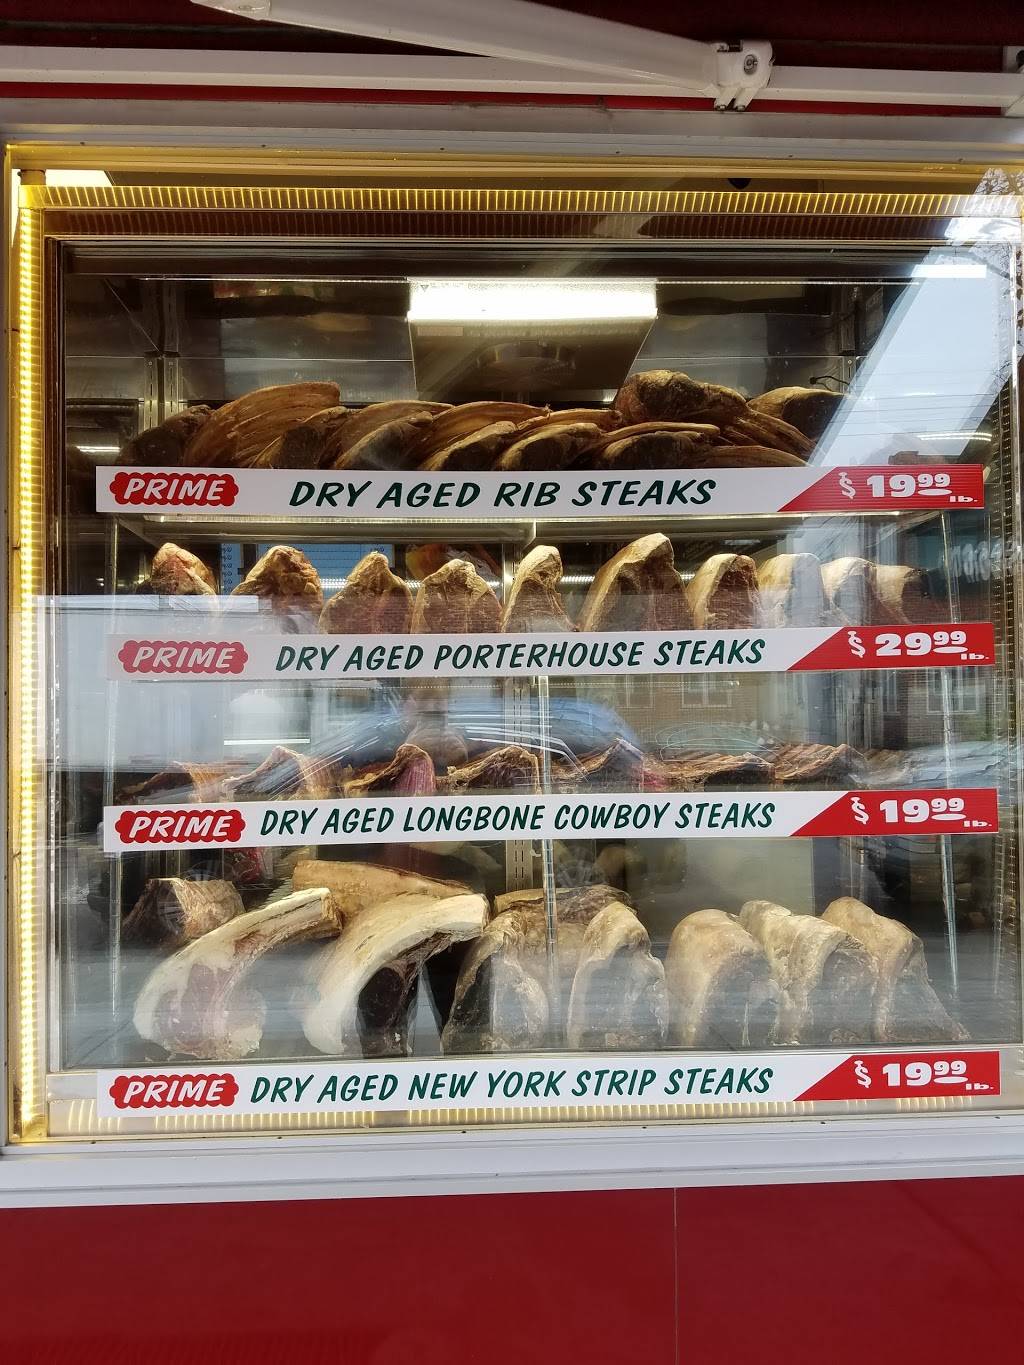 PRIME DRY AGED RIB STEAKS $ 19.99 lb.
PRIME DRY AGED PORTERHOUSE STEAKS $ 29.99 lb.
PRIME DRY AGED LONGBONE COWBOY STEAKS $ 19.99 lb.
PRIME DRY AGED NEW YORK STRIP STEAKS $ 19.99 lb.